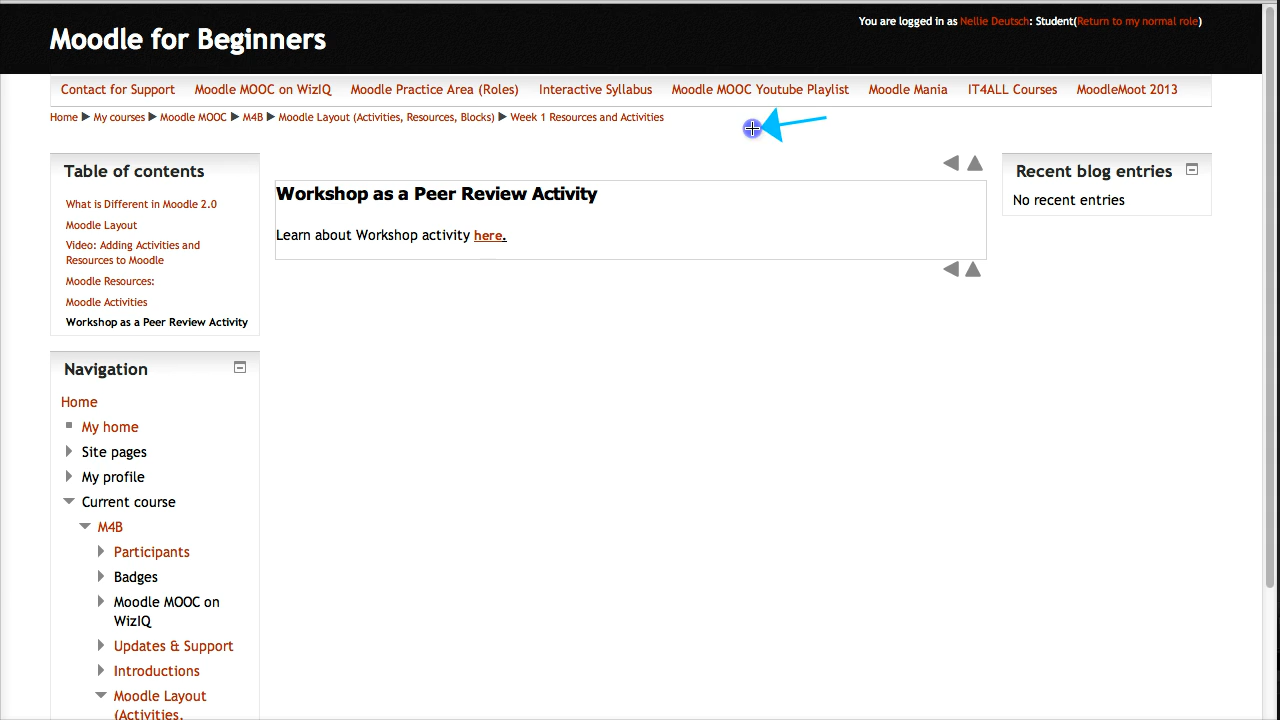 You are logged in as Nellie Deutsch: Student(Return to my normal role)
Moodle for Beginners
Contact for Support Moodle MOOC on WizIQ Moodle Practice Area (Roles) Interactive Syllabus Moodle MOOC Youtube Playlist Moodle Mania IT4ALL Courses MoodleMoot 2013
Home ▶ My courses ▶ Moodle MOOC ▶ M4B ▶ Moodle Layout (Activities, Resources, Blocks) ▶ Week 1 Resources and Activities
Table of contents
What is Different in Moodle 2.0
Moodle Layout
Video: Adding Activities and
Resources to Moodle
Moodle Resources:
Moodle Activities
Workshop as a Peer Review Activity
Workshop as a Peer Review Activity
Learn about Workshop activity here.
Recent blog entries
No recent entries
Navigation
Home
My home
Site pages
My profile
Current course
M4B
Participants
Badges
Moodle MOOC on
WizIQ
Updates & Support
Introductions
Moodle Layout
(Activities,